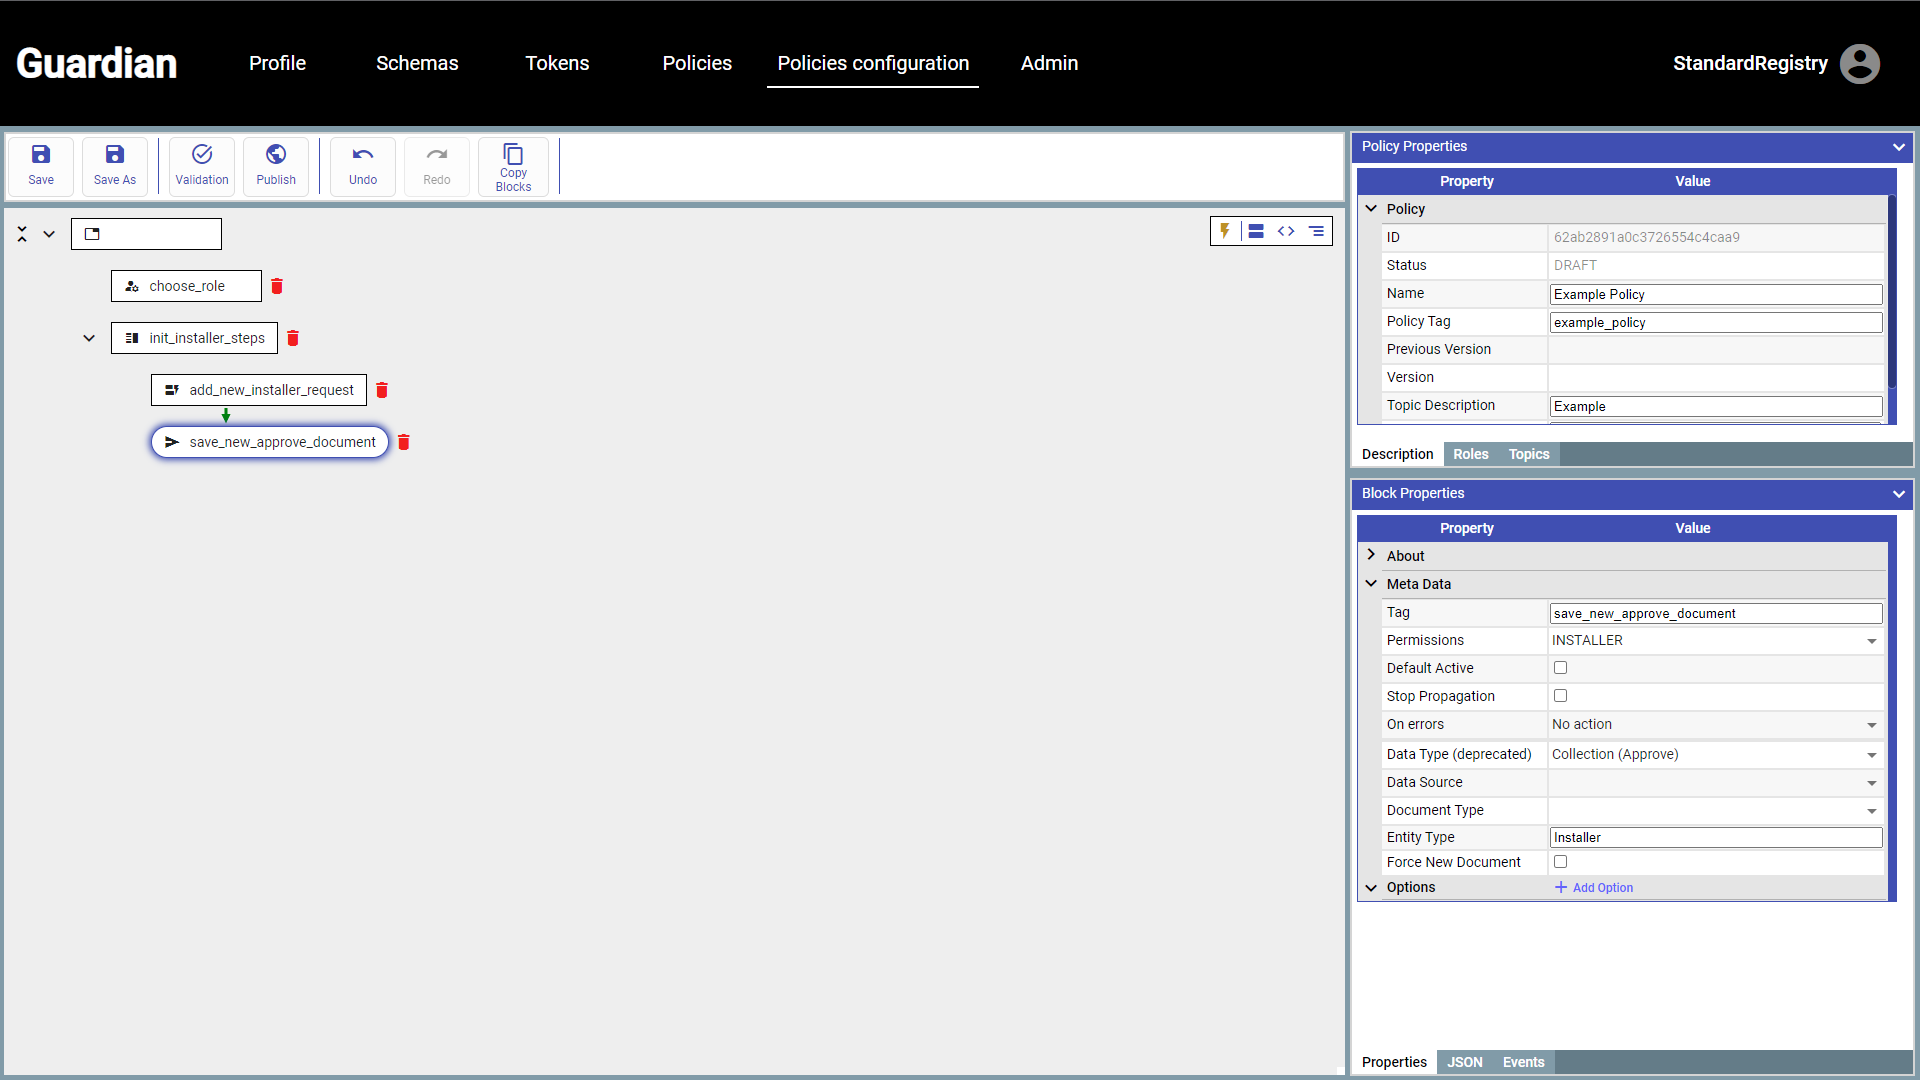 Guardian
Profile
Schemas
Tokens
Policies
Policies configuration
Admin
StandardRegistry
Save
Save As
Validation
Publish
Undo
Redo
Copy
Blocks
choose_role
init_installer_steps
add_new_installer_request
save_new_approve_document
Policy Properties
Property Value
Policy
ID 62ab2891a0c3726554c4caa9
Status DRAFT
Name Example Policy
Policy Tag example_policy
Previous Version
Version
Topic Description Example
Description Roles Topics
Block Properties
Property Value
About
Meta Data
Tag save_new_approve_document
Permissions INSTALLER
Default Active
Stop Propagation
On errors No action
Data Type (deprecated) Collection (Approve)
Data Source
Document Type
Entity Type Installer
Force New Document
Options Add Option
Properties JSON Events